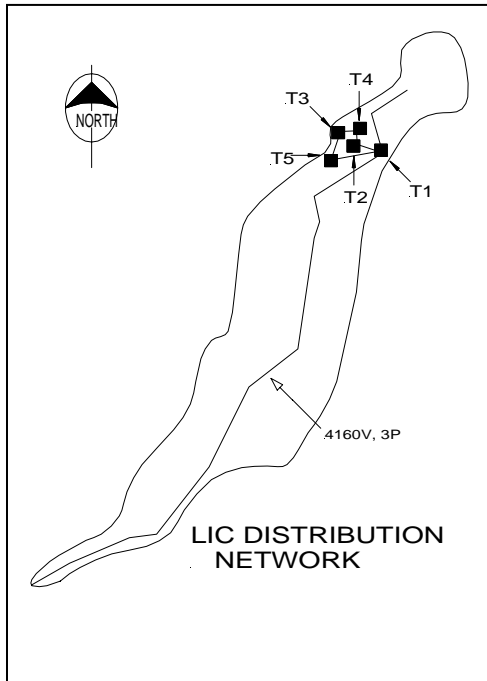 T4
T3
NORTH
T5
T2
T1
4160V, 3P
LIC DISTRIBUTION
NETWORK